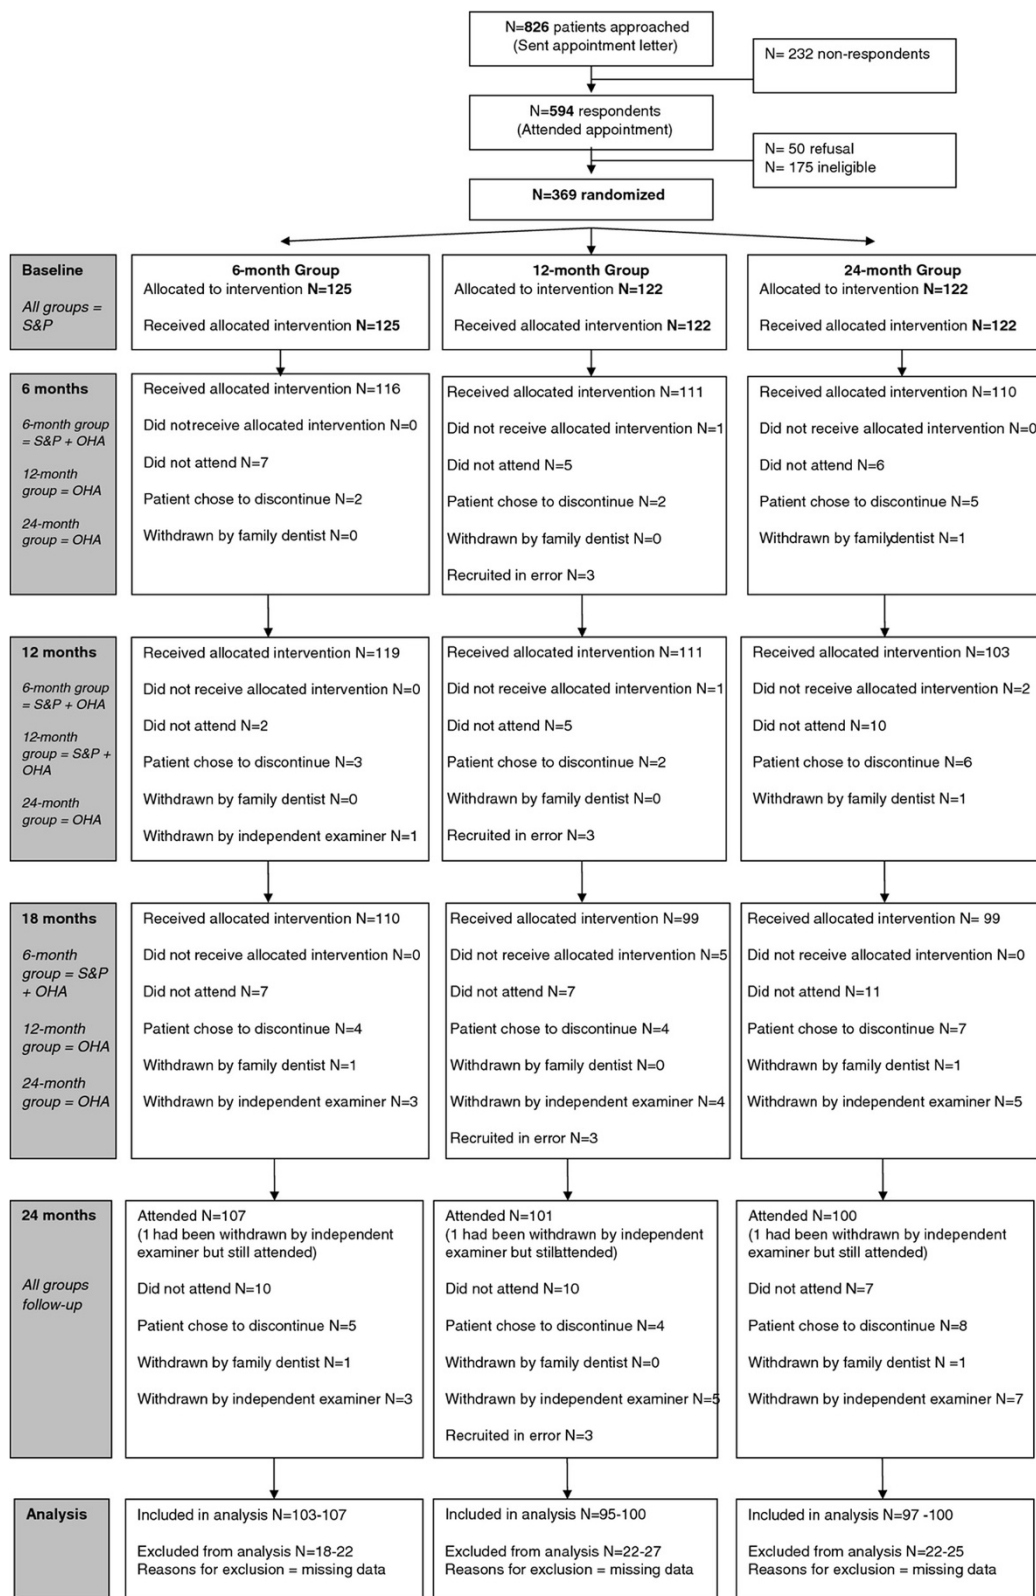 N=826 patients approached
(Sent appointment letter)
N= 232 non-respondents
N=594 respondents
(Attended appointment)
N= 50 refusal
N= 175 ineligible
N=369 randomized
Baseline
All groups =
S&P
6-month Group
Allocated to intervention N=125
Received allocated intervention N=125
12-month Group
Allocated to intervention N=122
Received allocated intervention N=122
24-month Group
Allocated to intervention N=122
Received allocated intervention N=122
6 months
6-month group
= S&P + OHA
12-month
group = OHA
24-month
group = OHA
Received allocated intervention N=116
Did not receive allocated intervention N=0
Did not attend N=7
Patient chose to discontinue N=2
Withdrawn by family dentist N=0
Received allocated intervention N=111
Did not receive allocated intervention N=1
Did not attend N=5
Patient chose to discontinue N=2
Withdrawn by family dentist N=0
Recruited in error N=3
Received allocated intervention N=110
Did not receive allocated intervention N=0
Did not attend N=6
Patient chose to discontinue N=5
Withdrawn by family dentist N=1
12 months
6-month group
= S&P + OHA
12-month
group = S&P +
OHA
24-month
group = OHA
Received allocated intervention N=119
Did not receive allocated intervention N=0
Did not attend N=2
Patient chose to discontinue N=3
Withdrawn by family dentist N=0
Withdrawn by independent examiner N=1
Received allocated intervention N=111
Did not receive allocated intervention N=1
Did not attend N=5
Patient chose to discontinue N=2
Withdrawn by family dentist N=0
Recruited in error N=3
Received allocated intervention N=103
Did not receive allocated intervention N=2
Did not attend N=10
Patient chose to discontinue N=6
Withdrawn by family dentist N=1
18 months
6-month
group = S&P
+ OHA
12-month
group = OHA
24-month
group = OHA
Received allocated intervention N=110
Did not receive allocated intervention N=0
Did not attend N=7
Patient chose to discontinue N=4
Withdrawn by family dentist N=1
Withdrawn by independent examiner N=3
Received allocated intervention N=99
Did not receive allocated intervention N=5
Did not attend N=7
Patient chose to discontinue N=4
Withdrawn by family dentist N=0
Withdrawn by independent examiner N=4
Recruited in error N=3
Received allocated intervention N= 99
Did not receive allocated intervention N=0
Did not attend N=11
Patient chose to discontinue N=7
Withdrawn by family dentist N=1
Withdrawn by independent examiner N=5
24 months
All groups
follow-up
Attended N=107
(1 had been withdrawn by independent
examiner but still attended)
Did not attend N=10
Patient chose to discontinue N=5
Withdrawn by family dentist N=1
Withdrawn by independent examiner N=3
Attended N=101
(1 had been withdrawn by independent
examiner but still attended)
Did not attend N=10
Patient chose to discontinue N=4
Withdrawn by family dentist N=0
Withdrawn by independent examiner N=5
Recruited in error N=3
Attended N=100
(1 had been withdrawn by independent
examiner but still attended)
Did not attend N=7
Patient chose to discontinue N=8
Withdrawn by family dentist N =1
Withdrawn by independent examiner N=7
Analysis
Included in analysis N=103-107
Excluded from analysis N=18-22
Reasons for exclusion = missing data
Included in analysis N=95-100
Excluded from analysis N=22-27
Reasons for exclusion = missing data
Included in analysis N=97 -100
Excluded from analysis N=22-25
Reasons for exclusion = missing data